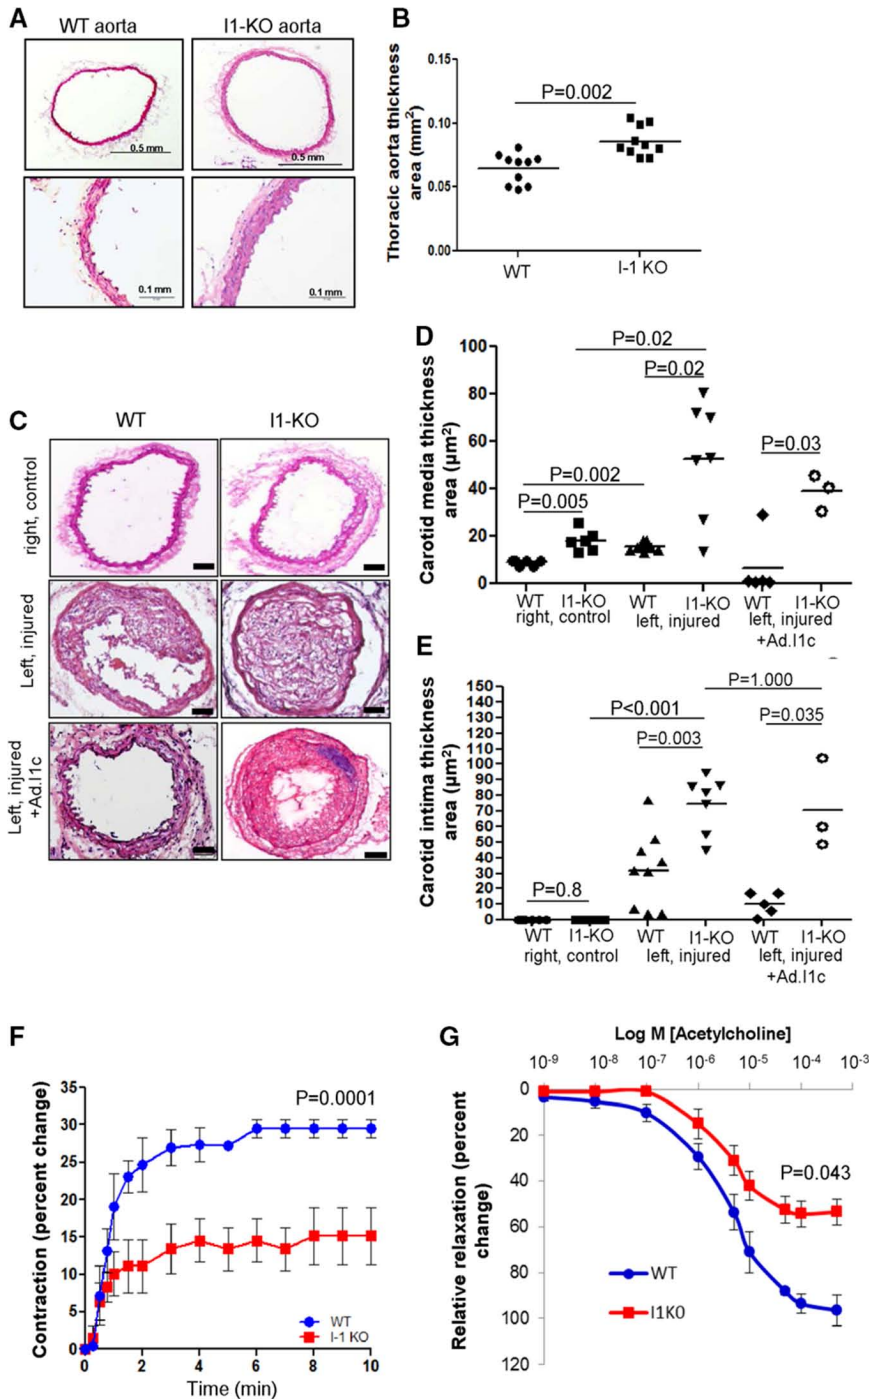 A
WT aorta
I1-KO aorta
0.5 mm
0.5 mm
0.1 mm
0.1 mm
B
Thoracic aorta thickness
area (mm²)
0.15
0.10
0.05
0.00
P=0.002
WT
I-1 KO
C
WT
I1-KO
right, control
Left, injured
Left, injured
+Ad.I1c
D
Carotid media thickness
area (µm²)
100
80
60
40
20
0
P=0.02
P=0.02
P=0.03
P=0.002
P=0.005
WT I1-KO WT I1-KO WT I1-KO
right, control left, injured left, injured
+Ad.I1c
E
Carotid intima thickness
area (µm²)
150
140
130
120
110
100
90
80
70
60
50
40
30
20
10
0
P=1.000
P<0.001
P=0.035
P=0.003
P=0.8
WT I1-KO WT I1-KO WT I1-KO
right, control left, injured left, injured
+Ad.I1c
F
Contraction (percent change)
35
30
25
20
15
10
5
0
P=0.0001
WT
I-1 KO
0 2 4 6 8 10
Time (min)
G
Log M [Acetylcholine]
10⁻⁹ 10⁻⁸ 10⁻⁷ 10⁻⁶ 10⁻⁵ 10⁻⁴ 10⁻³
Relative relaxation (percent
change)
0
20
40
60
80
100
120
P=0.043
WT
I1K0